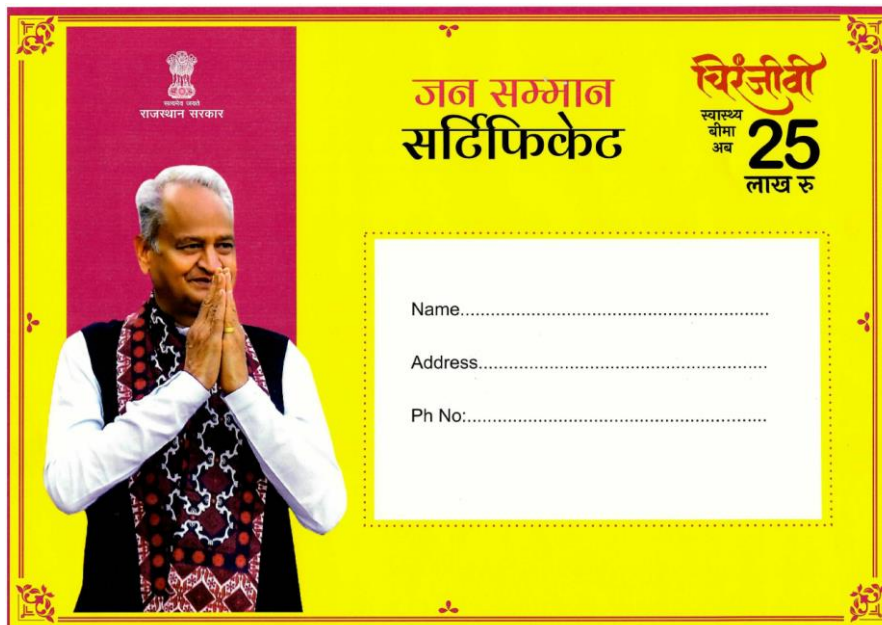 सत्यमेव जयते
राजस्थान सरकार
जन सम्मान
सर्टिफिकेट
चिरंजीवी
स्वास्थ्य
बीमा
अब
25
लाख रु
Name.................................................................
Address.............................................................
Ph No:...............................................................